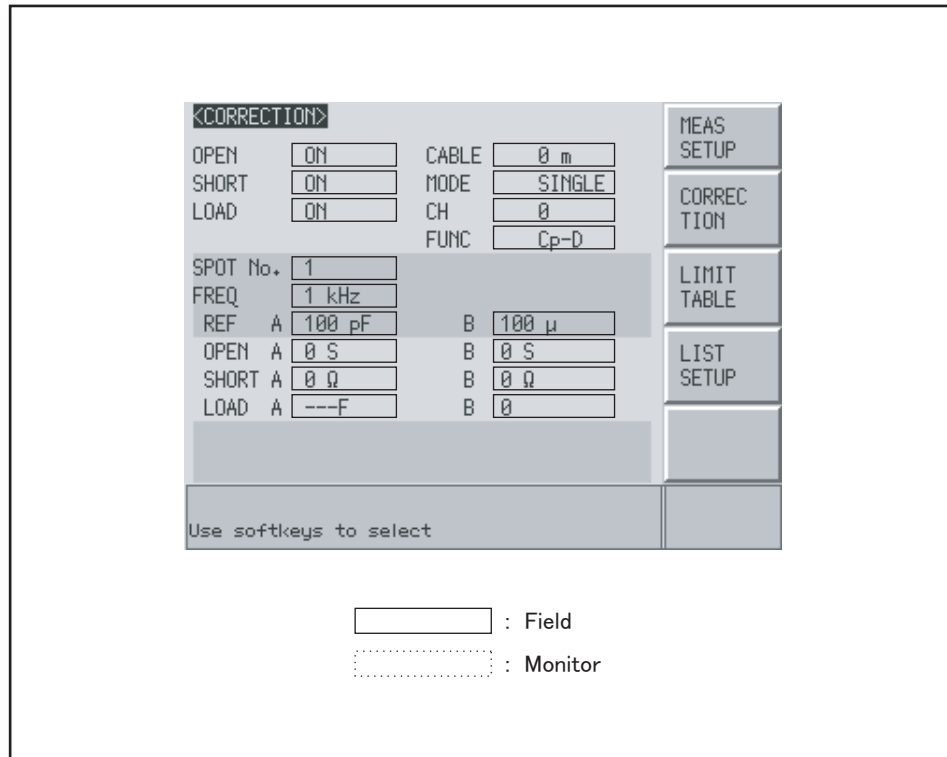 <CORRECTION>
OPEN ON CABLE 0 m
SHORT ON MODE SINGLE
LOAD ON CH 0
FUNC Cp-D
SPOT No. 1
FREQ 1 kHz
REF A 100 pF B 100 μ
OPEN A 0 S B 0 S
SHORT A 0 Ω B 0 Ω
LOAD A ---F B 0
Use softkeys to select
MEAS
SETUP
CORREC
TION
LIMIT
TABLE
LIST
SETUP
: Field
: Monitor